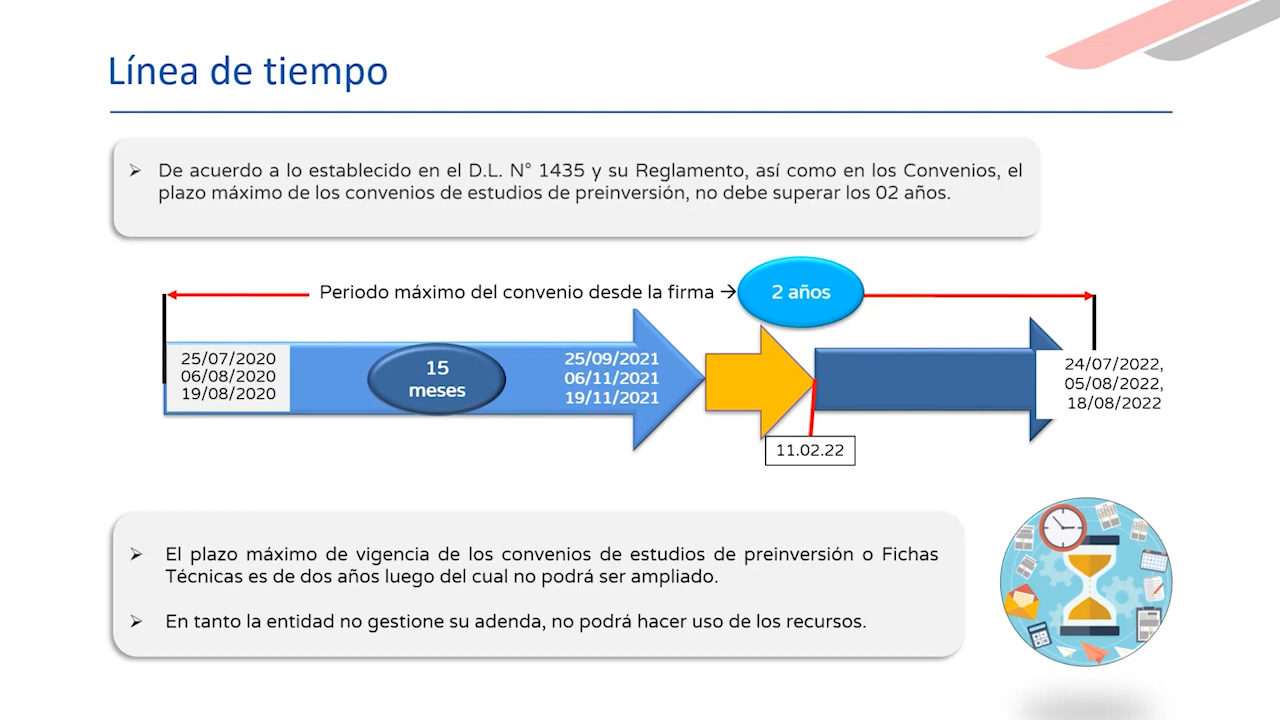 Línea de tiempo
De acuerdo a lo establecido en el D.L. N° 1435 y su Reglamento, así como en los Convenios, el
plazo máximo de los convenios de estudios de preinversión, no debe superar los 02 años.
Periodo máximo del convenio desde la firma →
2 años
25/07/2020
06/08/2020
19/08/2020
15
meses
25/09/2021
06/11/2021
19/11/2021
24/07/2022,
05/08/2022,
18/08/2022
11.02.22
El plazo máximo de vigencia de los convenios de estudios de preinversión o Fichas
Técnicas es de dos años luego del cual no podrá ser ampliado.
En tanto la entidad no gestione su adenda, no podrá hacer uso de los recursos.